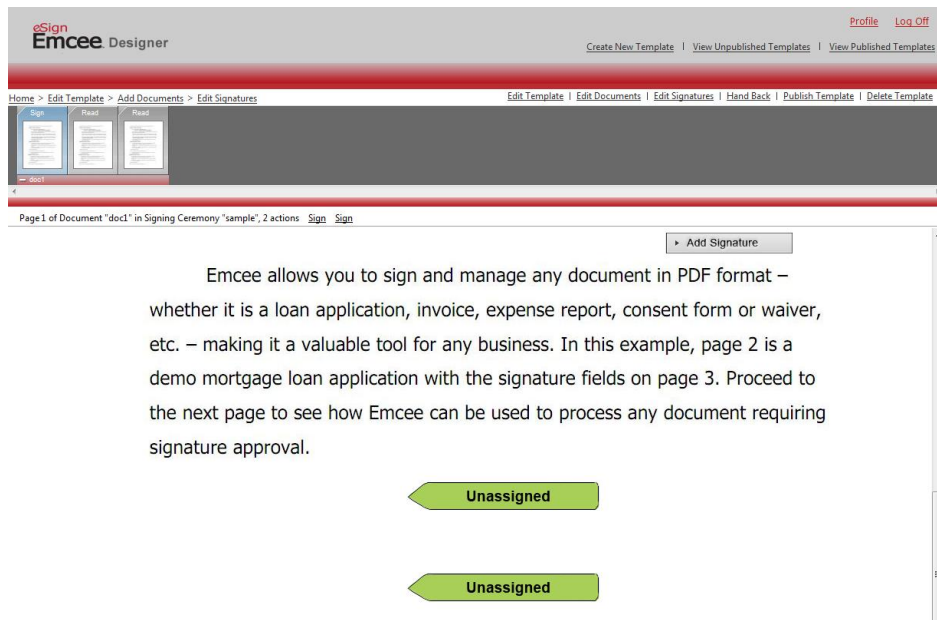 eSign
Emcee Designer
Profile Log Off
Create New Template | View Unpublished Templates | View Published Templates
Home > Edit Template > Add Documents > Edit Signatures
Edit Template | Edit Documents | Edit Signatures | Hand Back | Publish Template | Delete Template
Sign Read Read
doc1
Page 1 of Document "doc1" in Signing Ceremony "sample", 2 actions Sign Sign
Add Signature
Emcee allows you to sign and manage any document in PDF format –
whether it is a loan application, invoice, expense report, consent form or waiver,
etc. – making it a valuable tool for any business. In this example, page 2 is a
demo mortgage loan application with the signature fields on page 3. Proceed to
the next page to see how Emcee can be used to process any document requiring
signature approval.
Unassigned
Unassigned